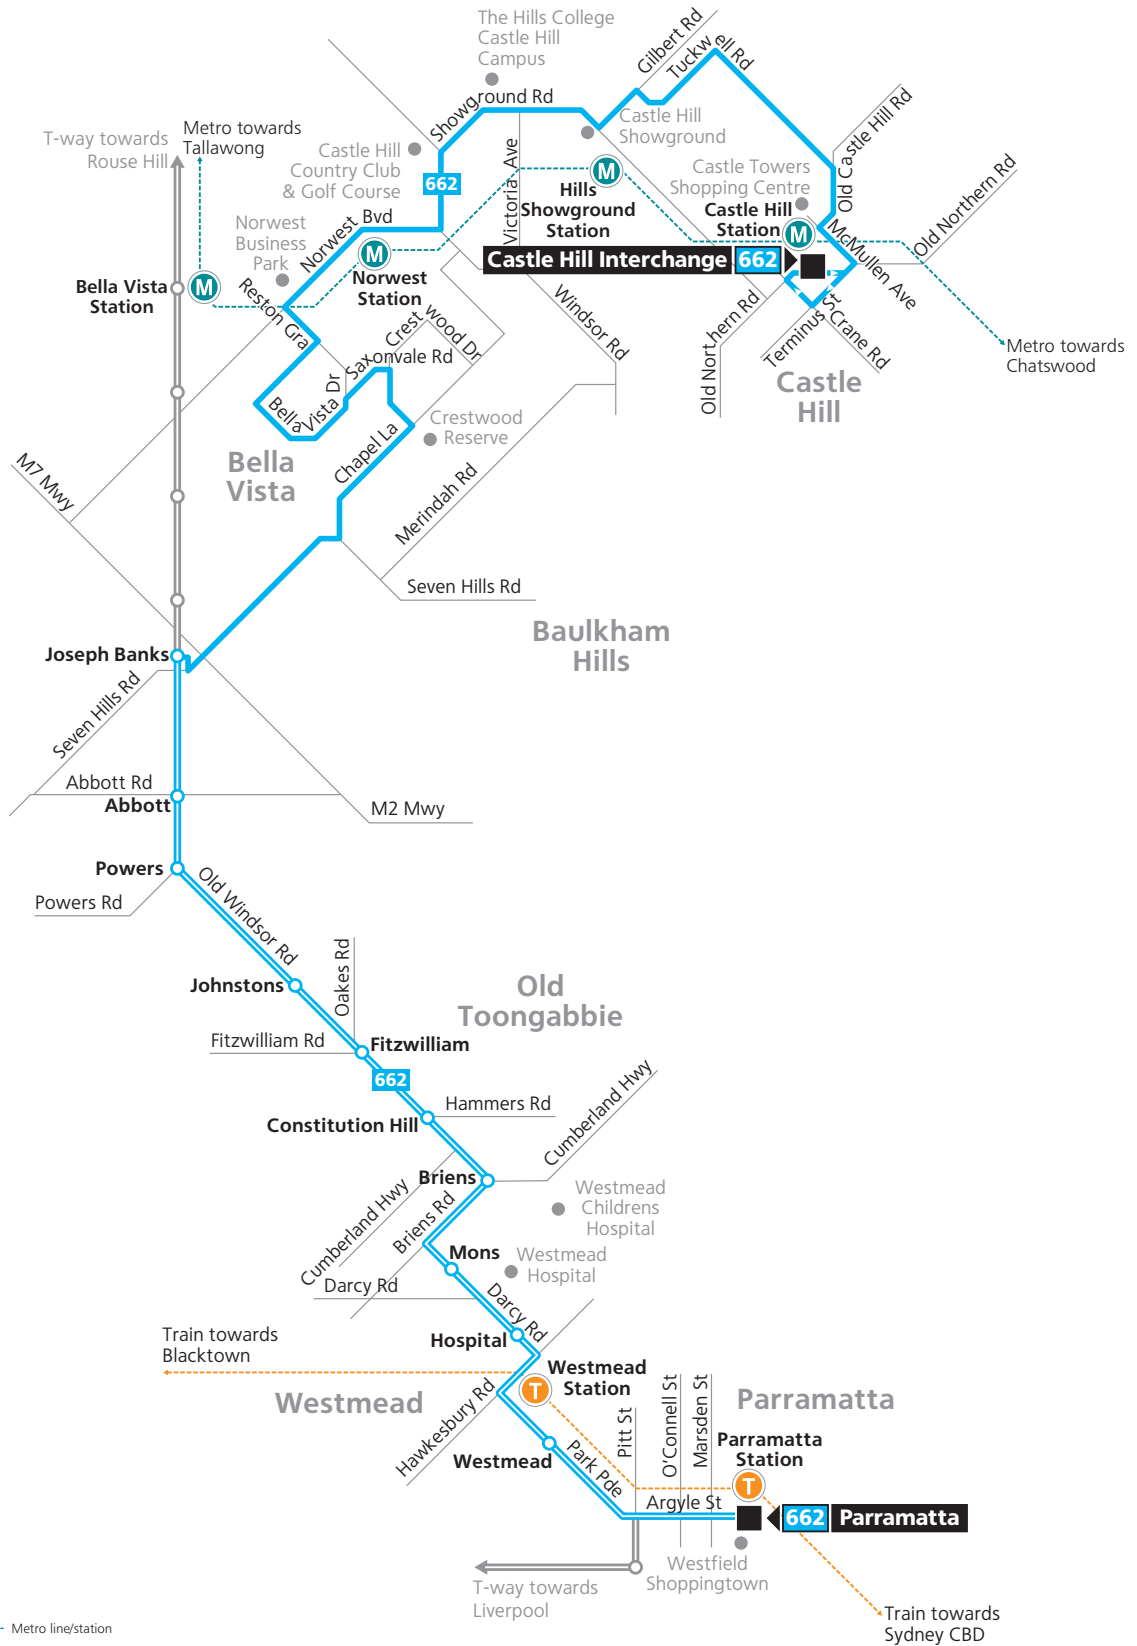 The Hills College
Castle Hill
Campus
Gilbert Rd
Tuckwell Rd
Showground Rd
T-way towards
Rouse Hill
Metro towards
Tallawong
Castle Hill
Country Club
& Golf Course
Castle Hill
Showground
Old Castle Hill Rd
Victoria Ave
662
M
Hills
Showground
Station
Castle Towers
Shopping Centre
Castle Hill
Station
M
Old Northern Rd
McMullen Ave
Norwest
Business
Park
Norwest Bvd
M
Norwest
Station
Castle Hill Interchange
662
Bella Vista
Station
M
Reston Gra
Crestwood Dr
Saxonvale Rd
Windsor Rd
Old Northern Rd
Terminus St
Crane Rd
Metro towards
Chatswood
Castle
Hill
Bella Vista Dr
Chapel La
Crestwood
Reserve
Bella
Vista
M7 Mwy
Merindah Rd
Seven Hills Rd
Baulkham
Hills
Joseph Banks
Seven Hills Rd
Abbott Rd
Abbott
M2 Mwy
Powers
Powers Rd
Old Windsor Rd
Johnstons
Oakes Rd
Old
Toongabbie
Fitzwilliam Rd
Fitzwilliam
662
Hammers Rd
Constitution Hill
Cumberland Hwy
Briens
Cumberland Hwy
Briens Rd
Westmead
Childrens
Hospital
Mons
Westmead
Hospital
Darcy Rd
Darcy Rd
Hospital
Train towards
Blacktown
Westmead
Station
T
Westmead
Hawkesbury Rd
Westmead
Park Pde
Pitt St
O'Connell St
Marsden St
Parramatta
Parramatta
Station
T
Argyle St
662
Parramatta
Westfield
Shoppingtown
T-way towards
Liverpool
Train towards
Sydney CBD
Metro line/station